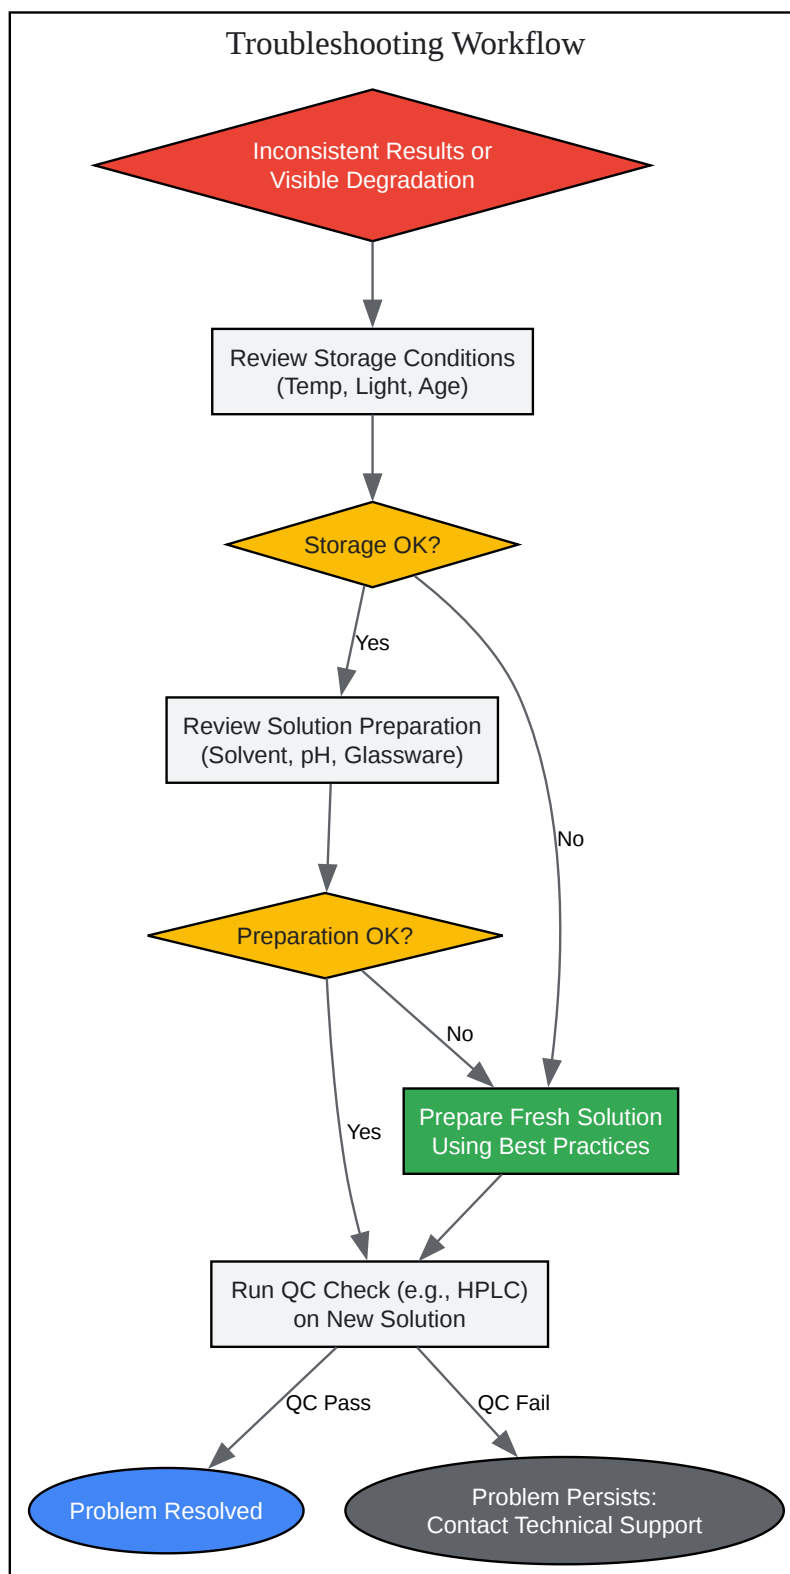 Troubleshooting Workflow
Inconsistent Results or
Visible Degradation
Review Storage Conditions
(Temp, Light, Age)
Storage OK?
Yes
Review Solution Preparation
(Solvent, pH, Glassware)
No
Preparation OK?
No
Prepare Fresh Solution
Using Best Practices
Yes
Run QC Check (e.g., HPLC)
on New Solution
QC Pass
QC Fail
Problem Resolved
Problem Persists:
Contact Technical Support